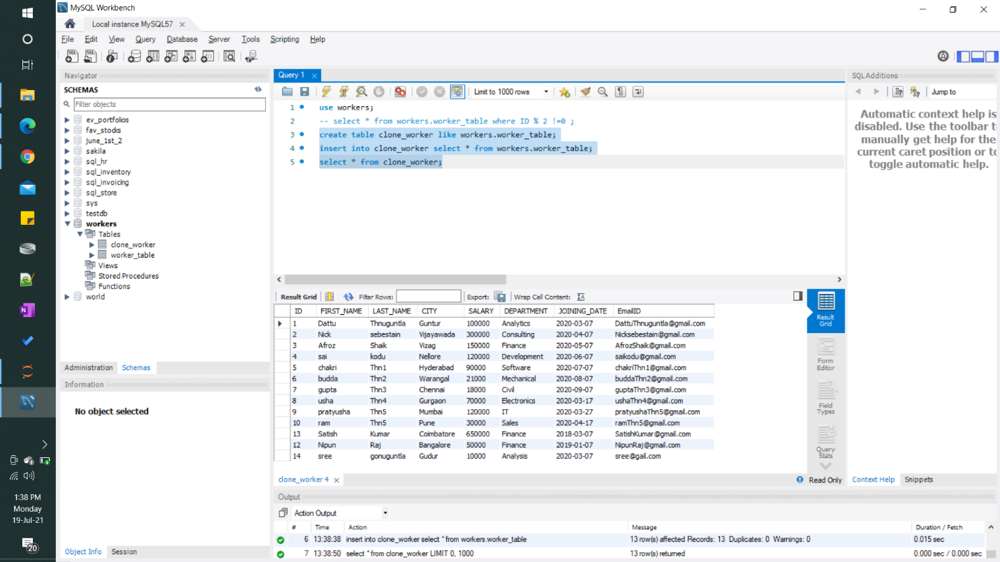 MySQL Workbench
Local instance MySQL57
File Edit View Query Database Server Tools Scripting Help
Navigator
SCHEMAS
Filter objects
ev_portfolios
fav_stocks
june_1st_2
sakila
sql_hr
sql_inventory
sql_invoicing
sql_store
sys
testdb
workers
Tables
clone_worker
worker_table
Views
Stored Procedures
Functions
world
Administration Schemas
Information
No object selected
Object Info Session
Query 1
Limit to 1000 rows
1 use workers;
2 -- select * from workers.worker_table where ID % 2 !=0 ;
3 create table clone_worker like workers.worker_table;
4 insert into clone_worker select * from workers.worker_table;
5 select * from clone_worker;
Result Grid Filter Rows: Export: Wrap Cell Content:
ID FIRST_NAME LAST_NAME CITY SALARY DEPARTMENT JOINING_DATE EmailID
1 Dattu Thnuguntla Guntur 100000 Analytics 2020-03-07 DattuThnuguntla@gmail.com
2 Nick sebestain Vijayawada 300000 Consulting 2020-04-07 Nicksebestain@gmail.com
3 Afroz Shaik Vizag 150000 Finance 2020-05-07 AfrozShaik@gmail.com
4 sai kodu Nellore 120000 Development 2020-06-07 saikodu@gmail.com
5 chakri Thn1 Hyderabad 90000 Software 2020-07-07 chakriThn1@gmail.com
6 budda Thn2 Warangal 21000 Mechanical 2020-08-07 buddaThn2@gmail.com
7 gupta Thn3 Chennai 18000 Civil 2020-09-07 guptaThn3@gmail.com
8 usha Thn4 Gurgaon 70000 Electronics 2020-03-17 ushaThn4@gmail.com
9 pratyusha Thn5 Mumbai 120000 IT 2020-03-27 pratyushaThn5@gmail.com
10 ram Thn5 Pune 30000 Sales 2020-04-17 ramThn5@gmail.com
13 Satish Kumar Coimbatore 650000 Finance 2018-03-07 SatishKumar@gmail.com
12 Nipun Raj Bangalore 50000 Finance 2019-01-07 NipunRaj@gmail.com
14 sree gonuguntla Gudur 10000 Analysis 2020-03-07 sree@gail.com
Result
Grid
Form
Editor
Field
Types
Query
Stats
clone_worker 4
Read Only
SQLAdditions
Jump to
Automatic context help is
disabled. Use the toolbar t
manually get help for the
current caret position or to
toggle automatic help.
Context Help Snippets
Output
Action Output
# Time Action Message Duration / Fetch
6 13:38:38 insert into clone_worker select * from workers.worker_table 13 row(s) affected Records: 13 Duplicates: 0 Warnings: 0 0.015 sec
7 13:38:50 select * from clone_worker LIMIT 0, 1000 13 row(s) returned 0.000 sec / 0.000 sec
1:38 PM
Monday
19-Jul-21
20